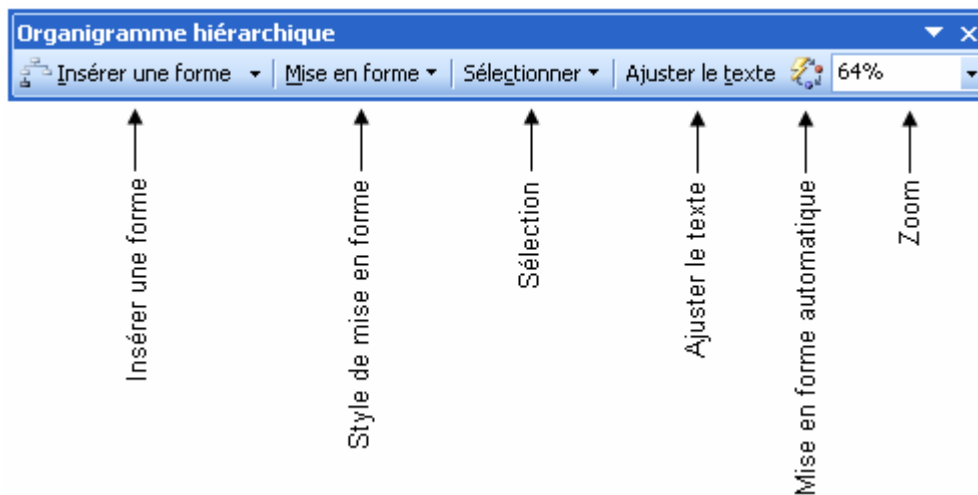 Organigramme hiérarchique
Insérer une forme Mise en forme Sélectionner Ajuster le texte 64%
Insérer une forme
Style de mise en forme
Sélection
Ajuster le texte
Mise en forme automatique
Zoom